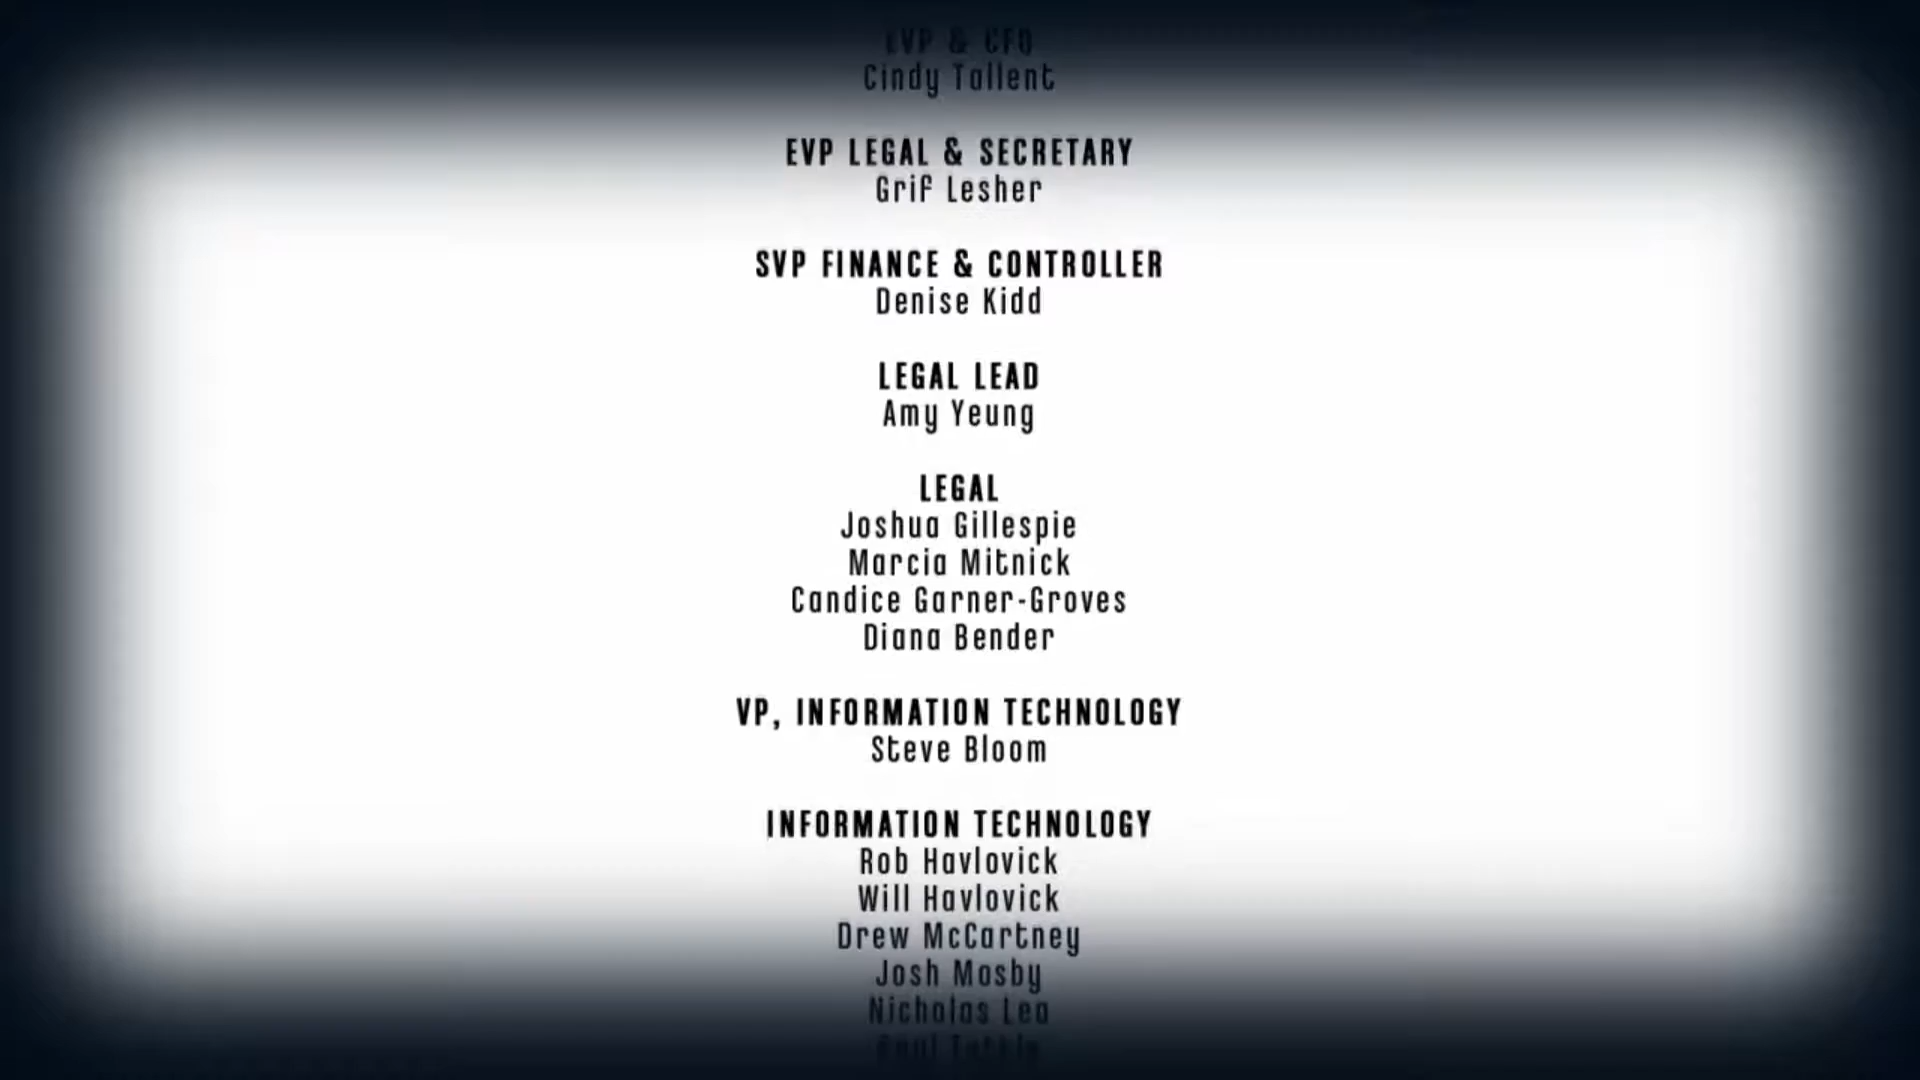 EVP & CFO
Cindy Tallent
EVP LEGAL & SECRETARY
Grif Lesher
SVP FINANCE & CONTROLLER
Denise Kidd
LEGAL LEAD
Amy Yeung
LEGAL
Joshua Gillespie
Marcia Mitnick
Candice Garner-Groves
Diana Bender
VP, INFORMATION TECHNOLOGY
Steve Bloom
INFORMATION TECHNOLOGY
Rob Havlovick
Will Havlovick
Drew McCartney
Josh Mosby
Nicholas Lea